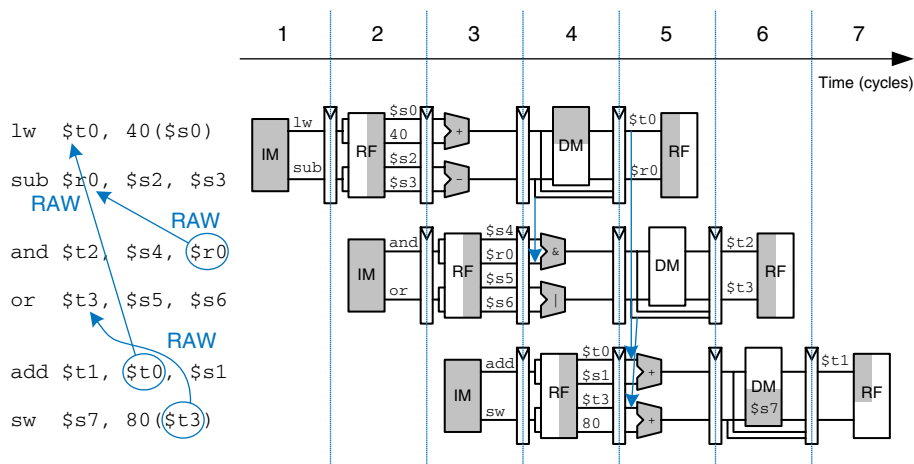 1 2 3 4 5 6 7
Time (cycles)
lw $t0, 40($s0)
sub $r0, $s2, $s3
RAW
RAW
and $t2, $s4, $r0
or $t3, $s5, $s6
RAW
add $t1, $t0, $s1
sw $s7, 80($t3)
IM
lw
sub
RF
$s0
40
$s2
$s3
+
-
DM
$t0
$r0
RF
IM
and
or
RF
$s4
$r0
$s5
$s6
&
|
DM
$t2
$t3
RF
IM
add
sw
RF
$t0
$s1
$t3
80
+
+
DM
$s7
$t1
RF